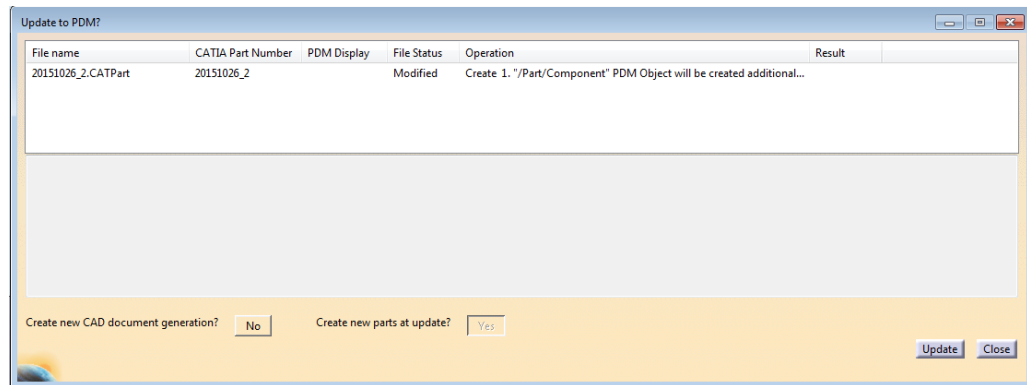 Update to PDM?
File name CATIA Part Number PDM Display File Status Operation Result
20151026_2.CATPart 20151026_2 Modified Create 1. "/Part/Component" PDM Object will be created additional...
Create new CAD document generation? No Create new parts at update? Yes
Update Close